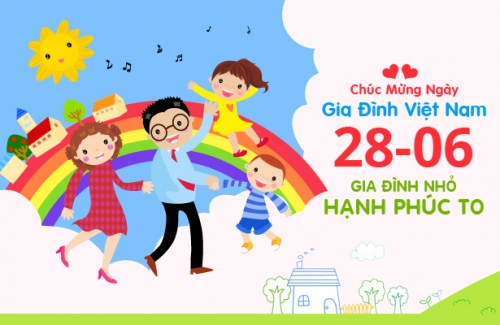 Chúc Mừng Ngày
Gia Đình Việt Nam
28-06
GIA ĐÌNH NHỎ
HẠNH PHÚC TO